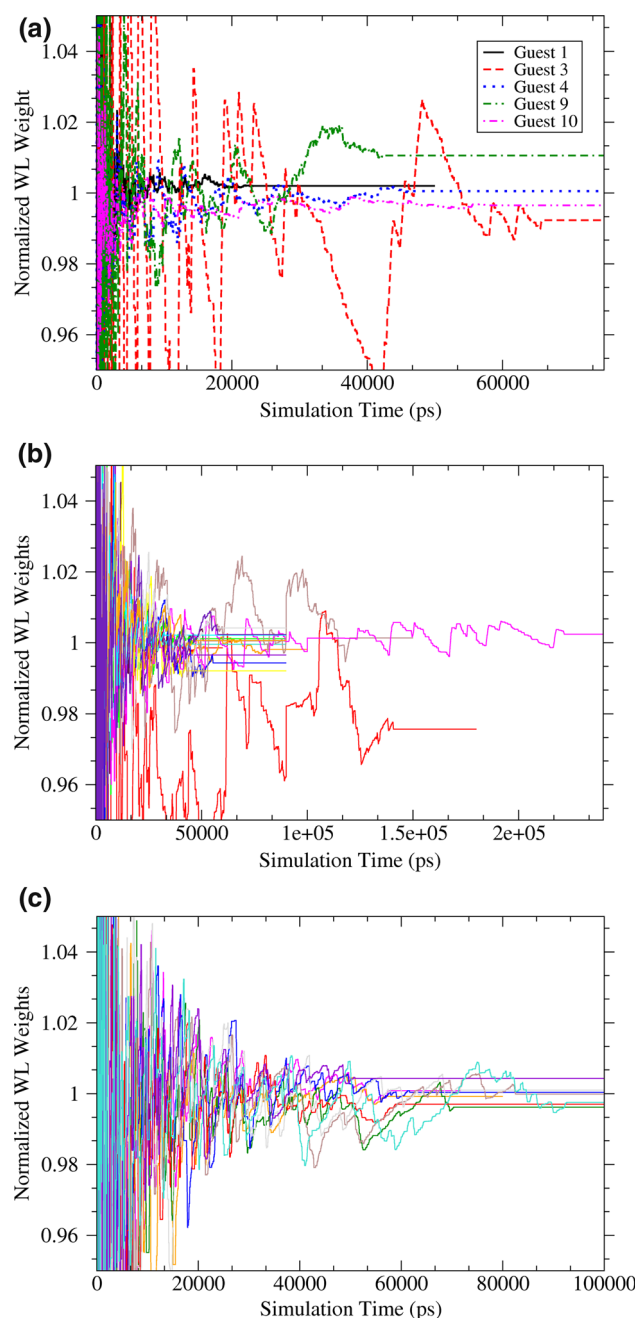 (a)
1.04
1.02
1
0.98
0.96
Normalized WL Weight
Guest 1
Guest 3
Guest 4
Guest 9
Guest 10
0
20000
40000
60000
Simulation Time (ps)
(b)
1.04
1.02
1
0.98
0.96
Normalized WL Weights
0
50000
1e+05
1.5e+05
2e+05
Simulation Time (ps)
(c)
1.04
1.02
1
0.98
0.96
Normalized WL Weights
0
20000
40000
60000
80000
100000
Simulation Time (ps)